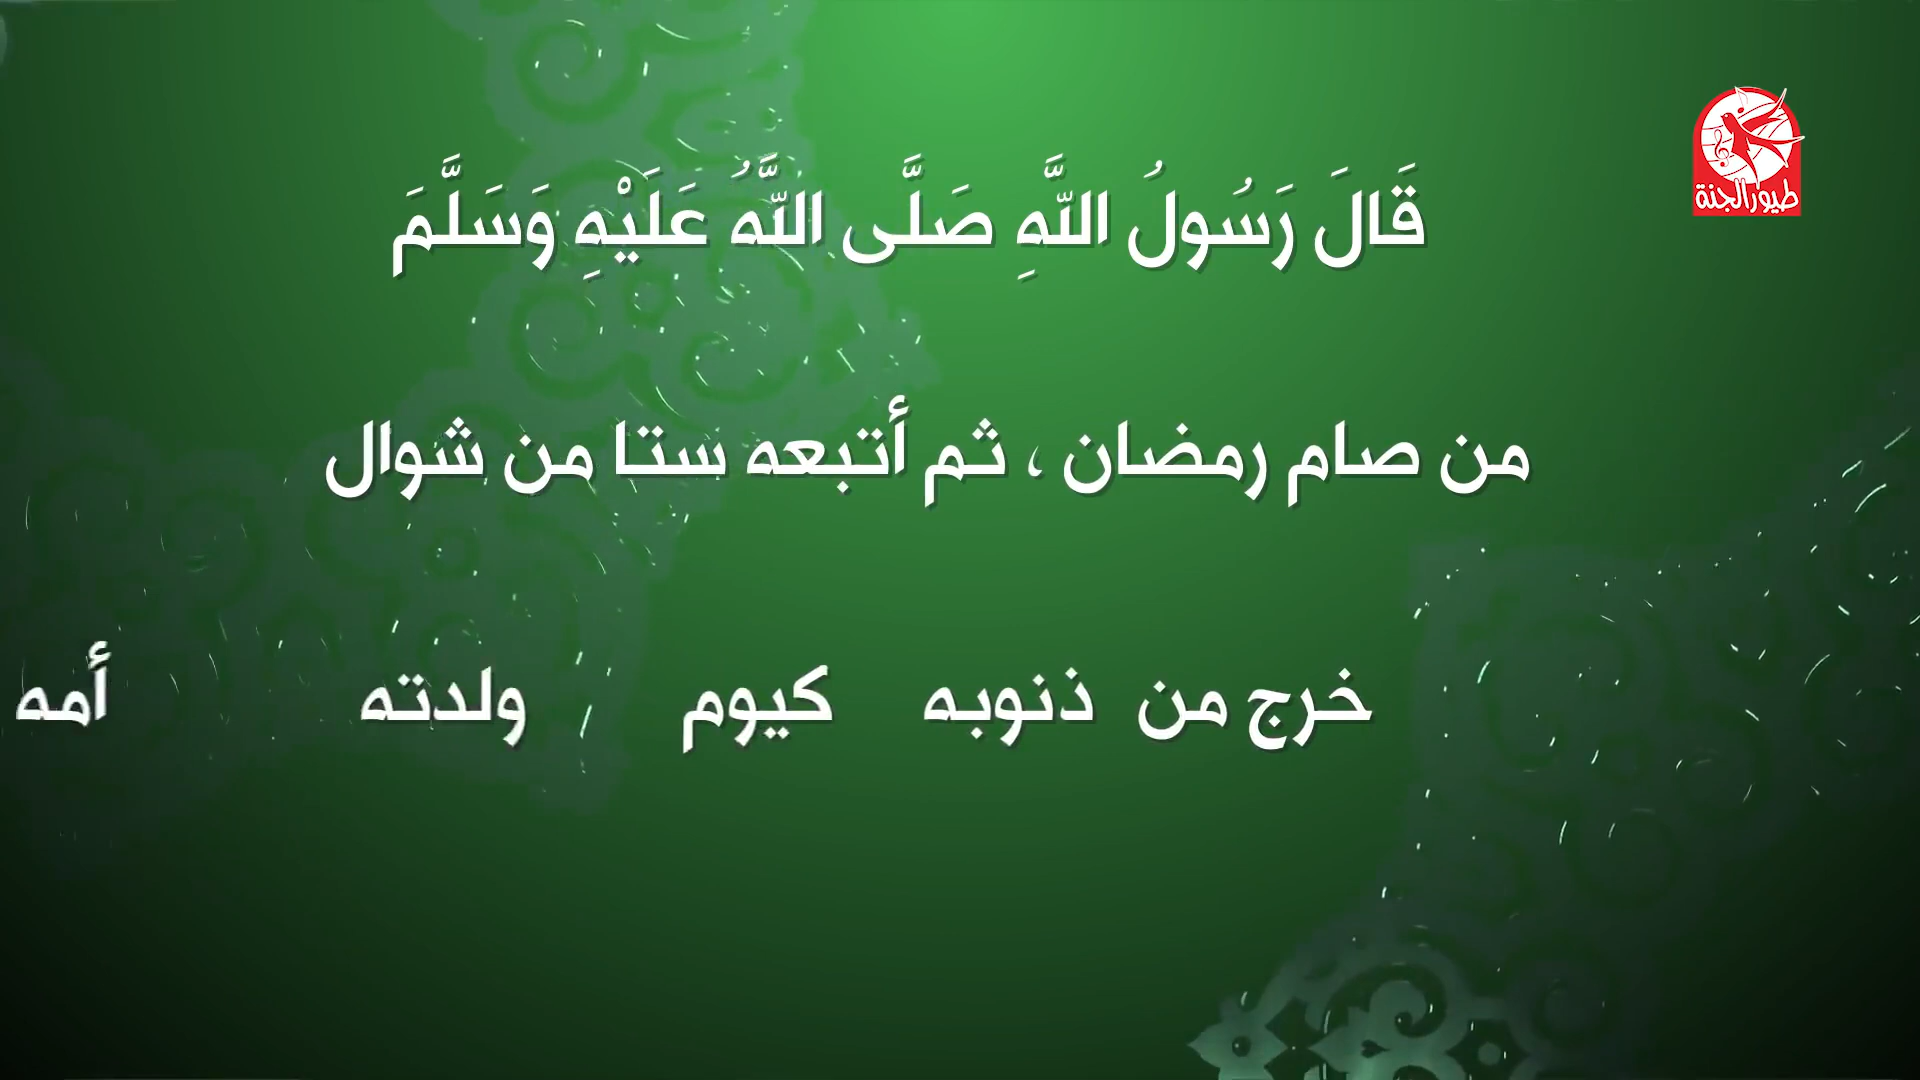 طيور الجنة
قَالَ رَسُولُ اللَّهِ صَلَّى اللَّهُ عَلَيْهِ وَسَلَّمَ
من صام رمضان ، ثم أتبعه ستا من شوال
خرج من ذنوبه كيوم ولدته أمه